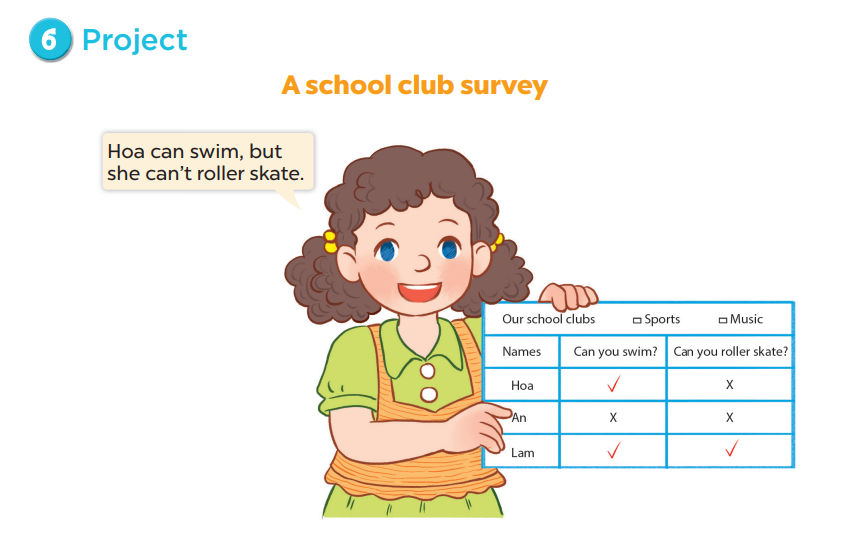 6 Project
A school club survey
Hoa can swim, but
she can't roller skate.
Our school clubs □ Sports □ Music
Names Can you swim? Can you roller skate?
Hoa ✓ X
An X X
Lam ✓ ✓